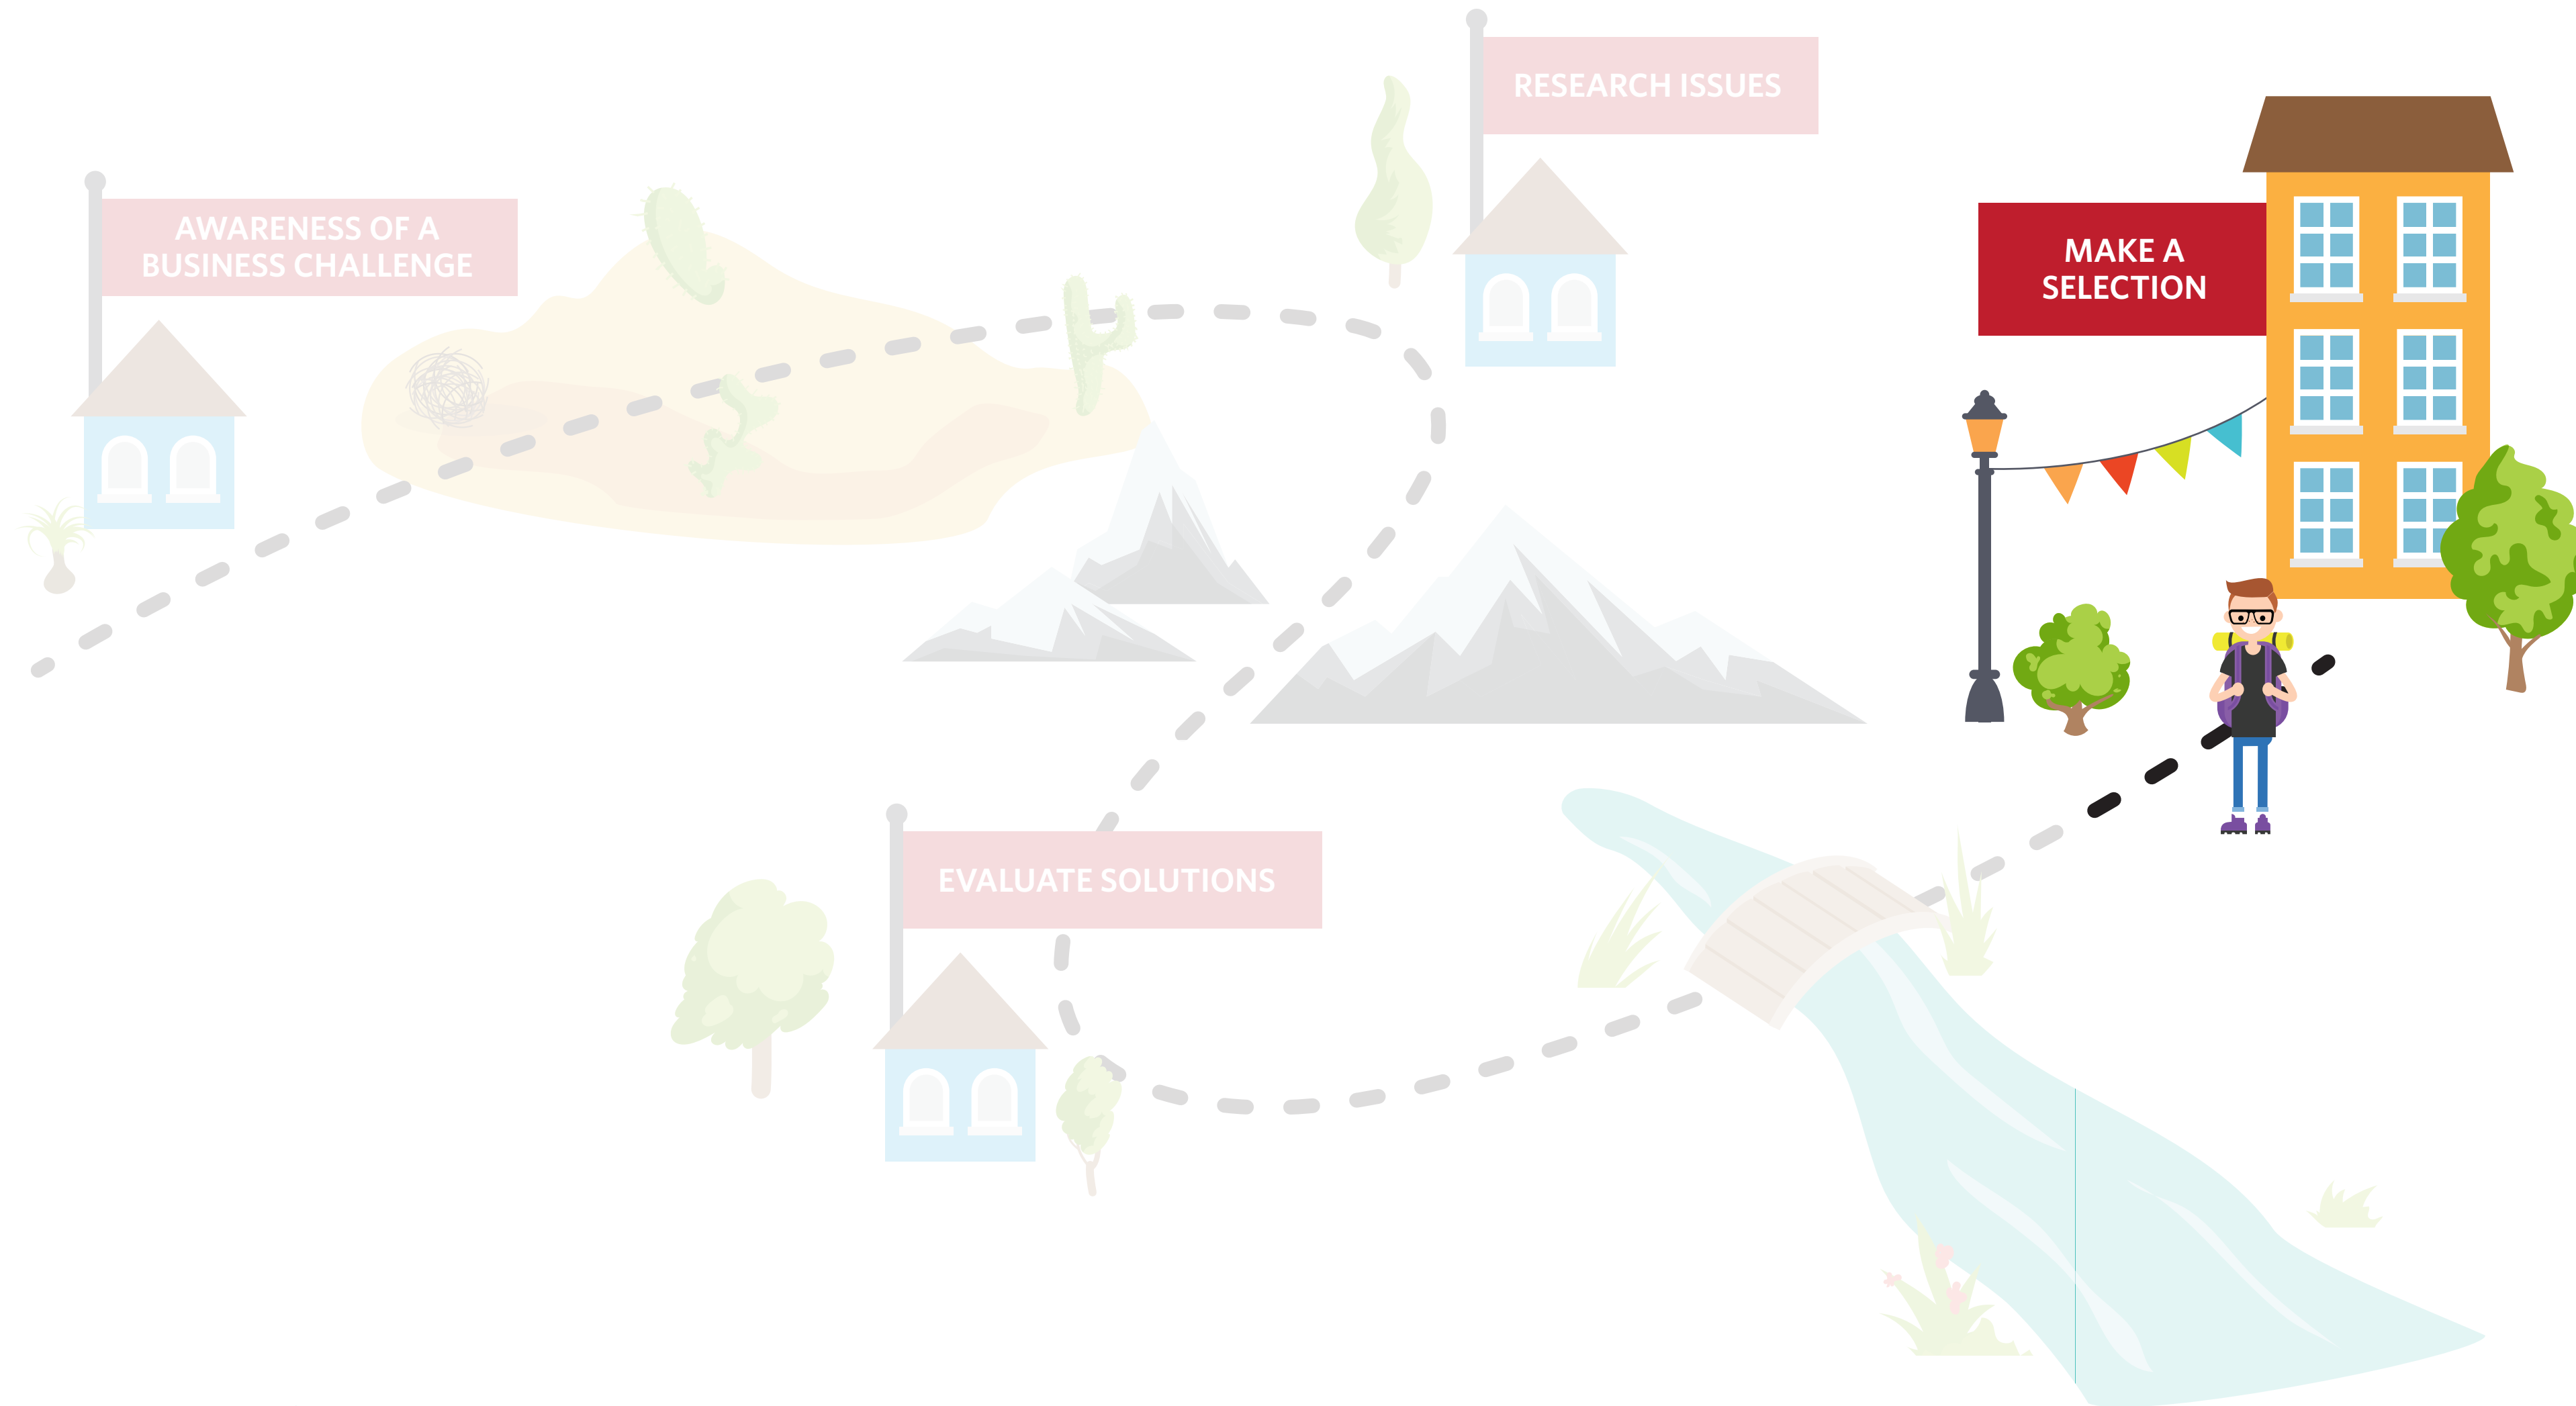 AWARENESS OF A
BUSINESS CHALLENGE
RESEARCH ISSUES
EVALUATE SOLUTIONS
MAKE A
SELECTION